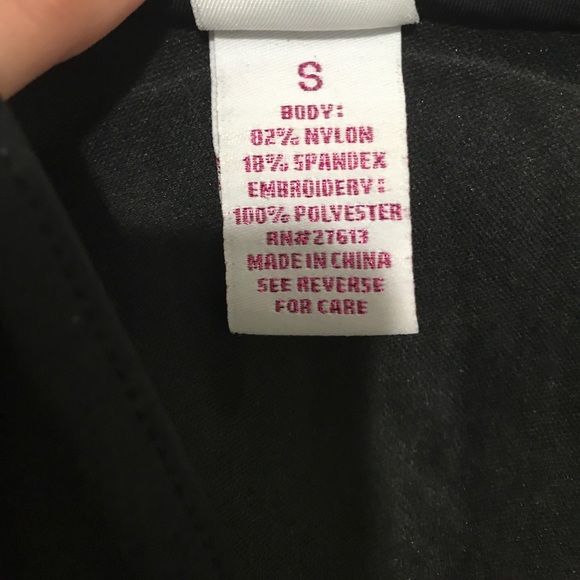 S
BODY:
82% NYLON
18% SPANDEX
EMBROIDERY:
100% POLYESTER
RN#27613
MADE IN CHINA
SEE REVERSE
FOR CARE